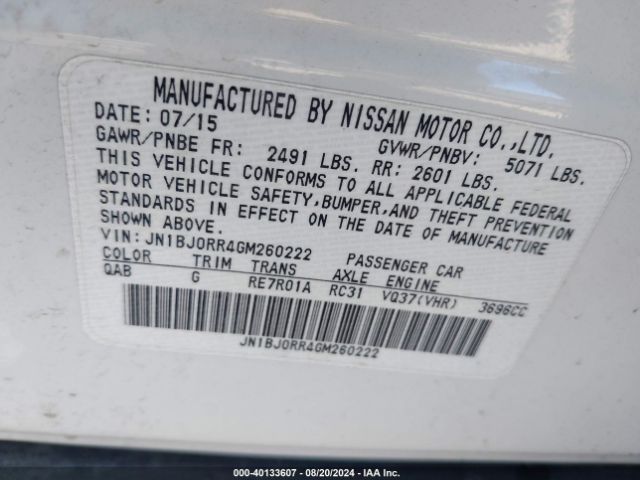 MANUFACTURED BY NISSAN MOTOR CO.,LTD.
DATE: 07/15 GVWR/PNBV: 5071 LBS.
GAWR/PNBE FR: 2491 LBS. RR: 2601 LBS.
THIS VEHICLE CONFORMS TO ALL APPLICABLE FEDERAL
MOTOR VEHICLE SAFETY,BUMPER,AND THEFT PREVENTION
STANDARDS IN EFFECT ON THE DATE OF MANUFACTURE
SHOWN ABOVE.
VIN: JN1BJ0RR4GM260222 PASSENGER CAR
COLOR TRIM TRANS AXLE ENGINE
QAB G RE7R01A RC31 VQ37(VHR) 3696CC
JN1BJ0RR4GM260222
000-40133607 - 08/20/2024 - IAA Inc.